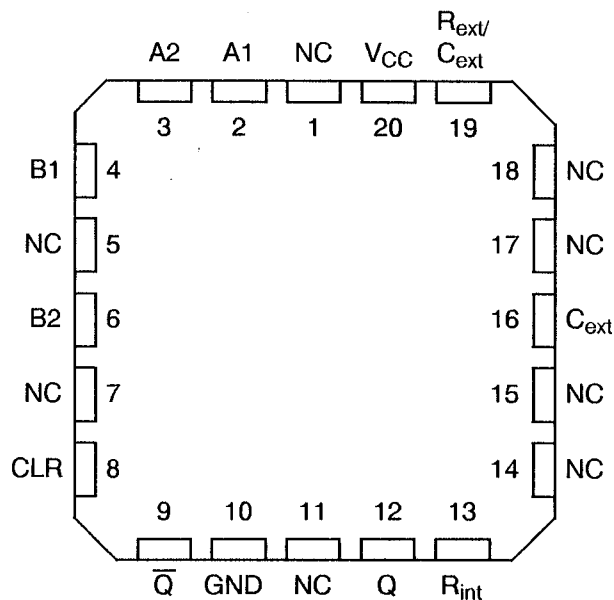 A2 A1 NC VCC Rext/
Cext
3 2 1 20 19
B1 4 18 NC
NC 5 17 NC
B2 6 16 Cext
NC 7 15 NC
CLR 8 14 NC
9 10 11 12 13
Q̅ GND NC Q Rint